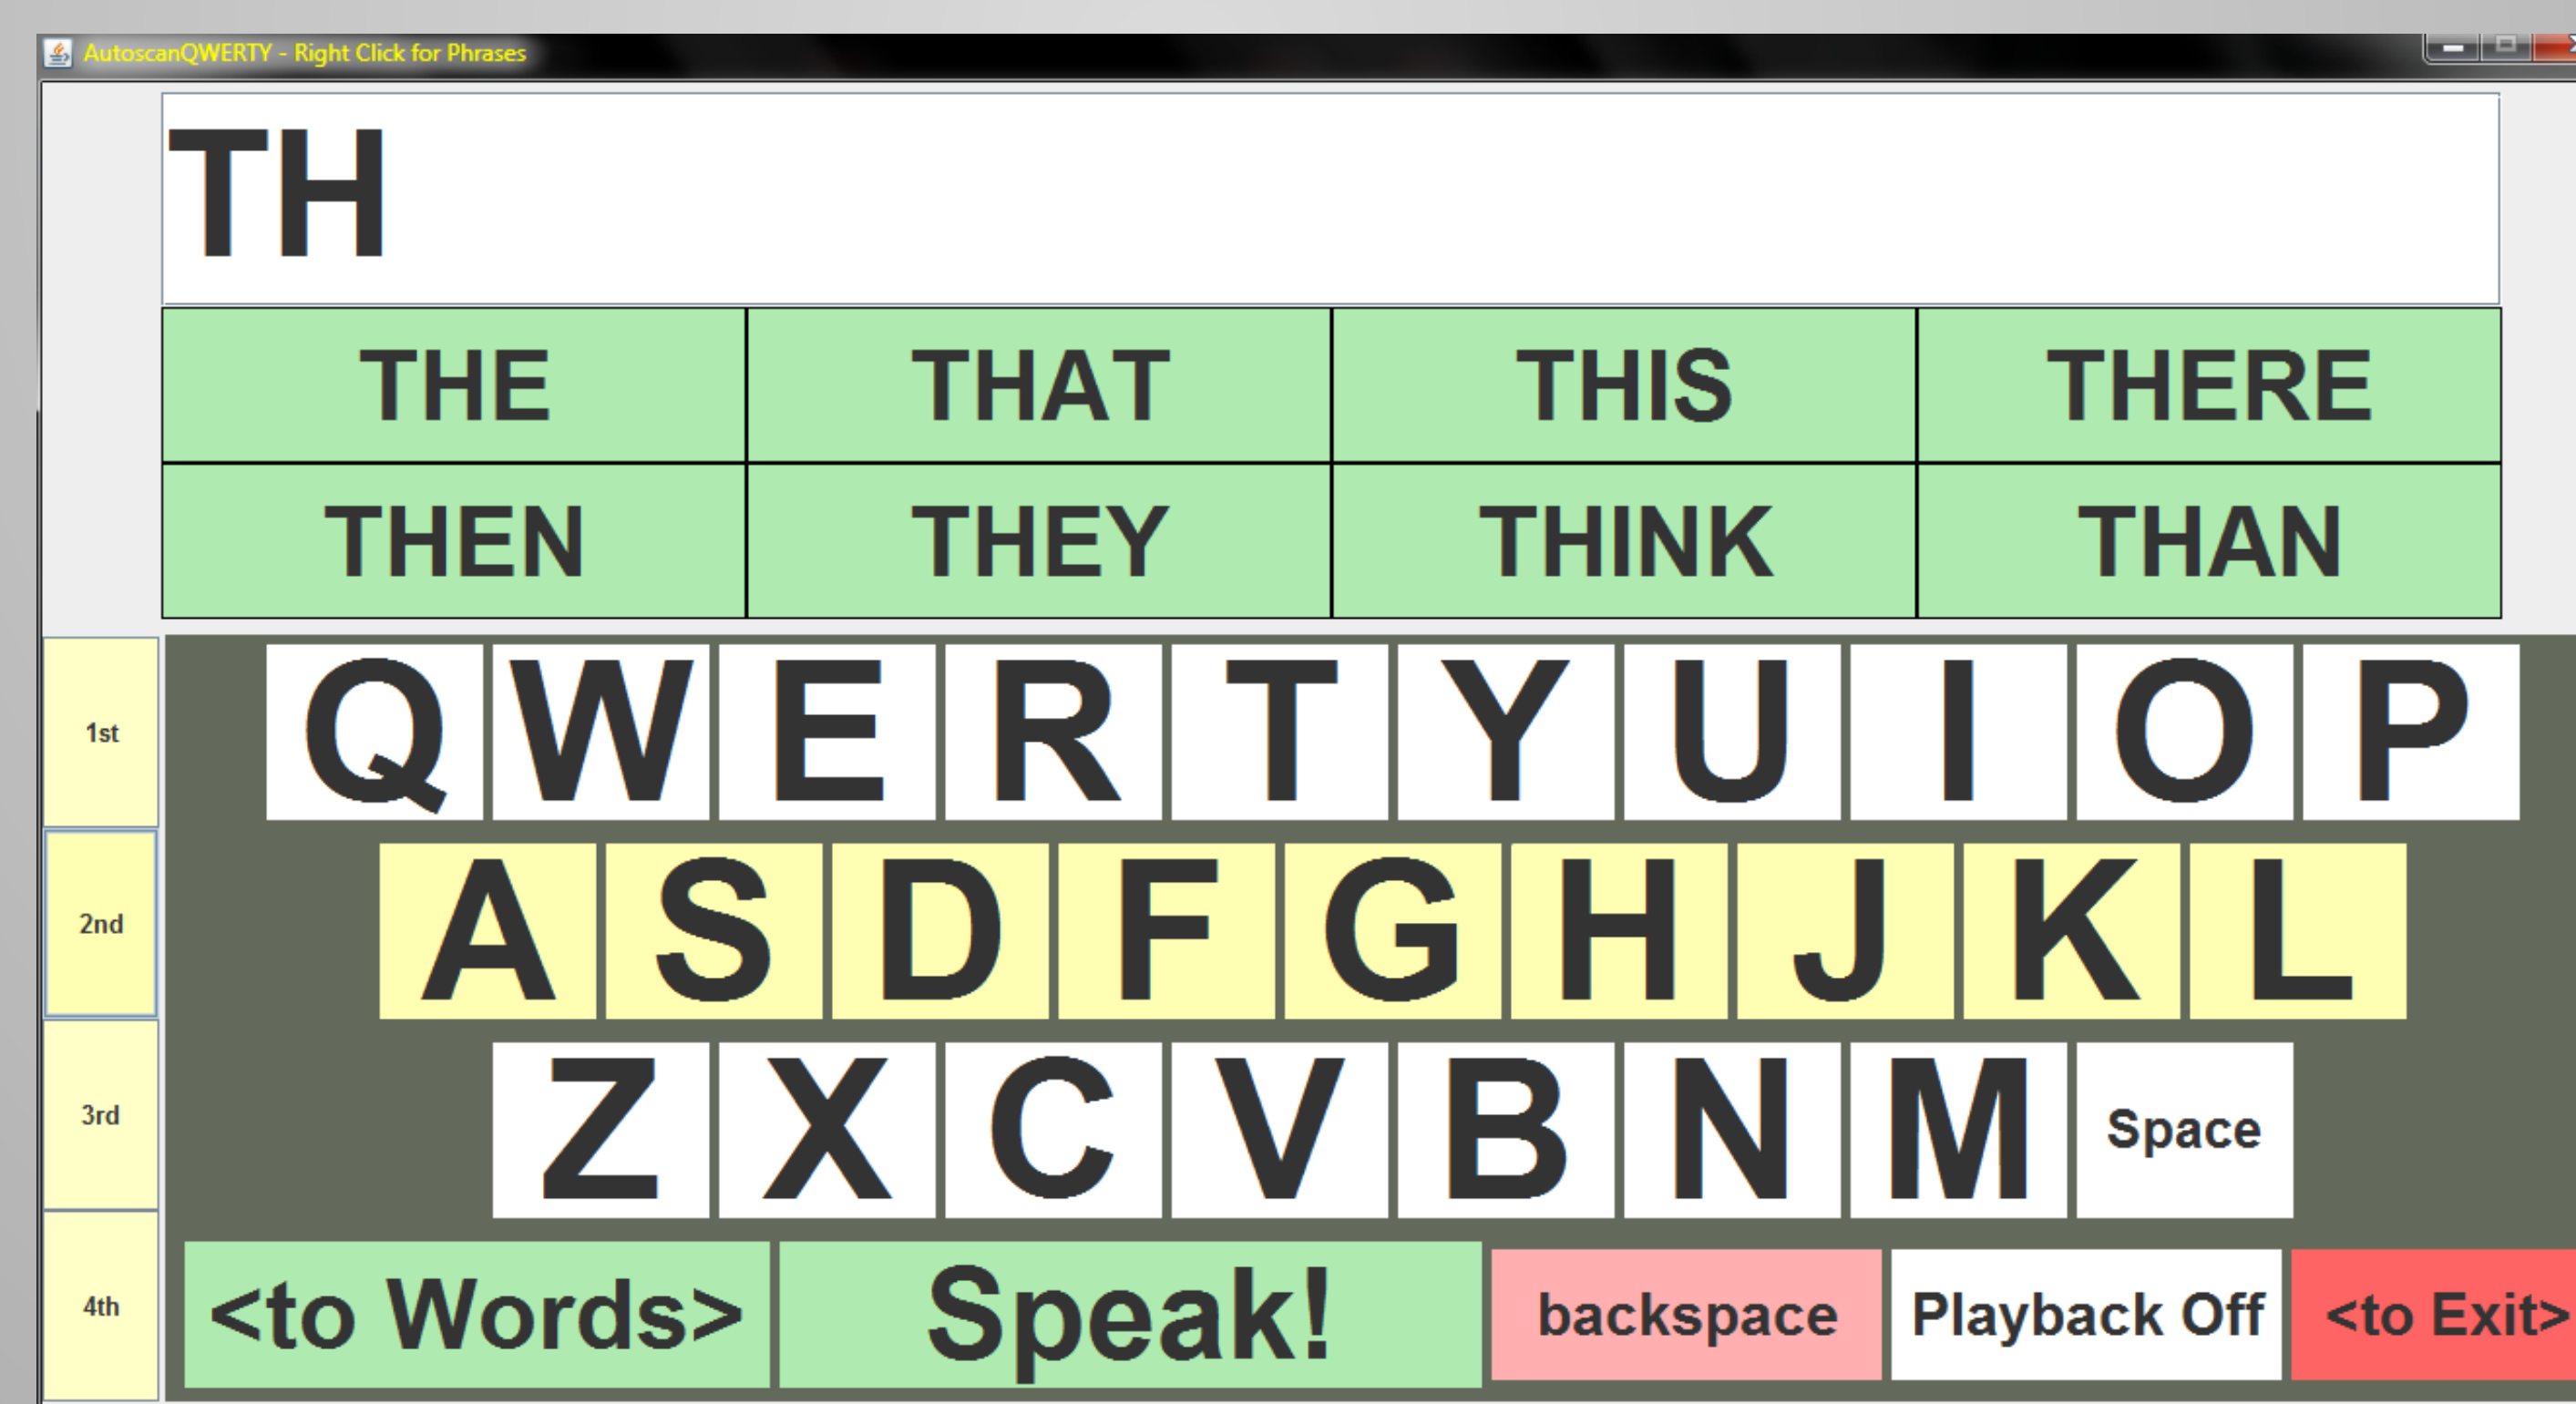 AutoscanQWERTY - Right Click for Phrases
TH
THE THAT THIS THERE
THEN THEY THINK THAN
1st Q W E R T Y U I O P
2nd A S D F G H J K L
3rd Z X C V B N M Space
4th <to Words> Speak! backspace Playback Off <to Exit>